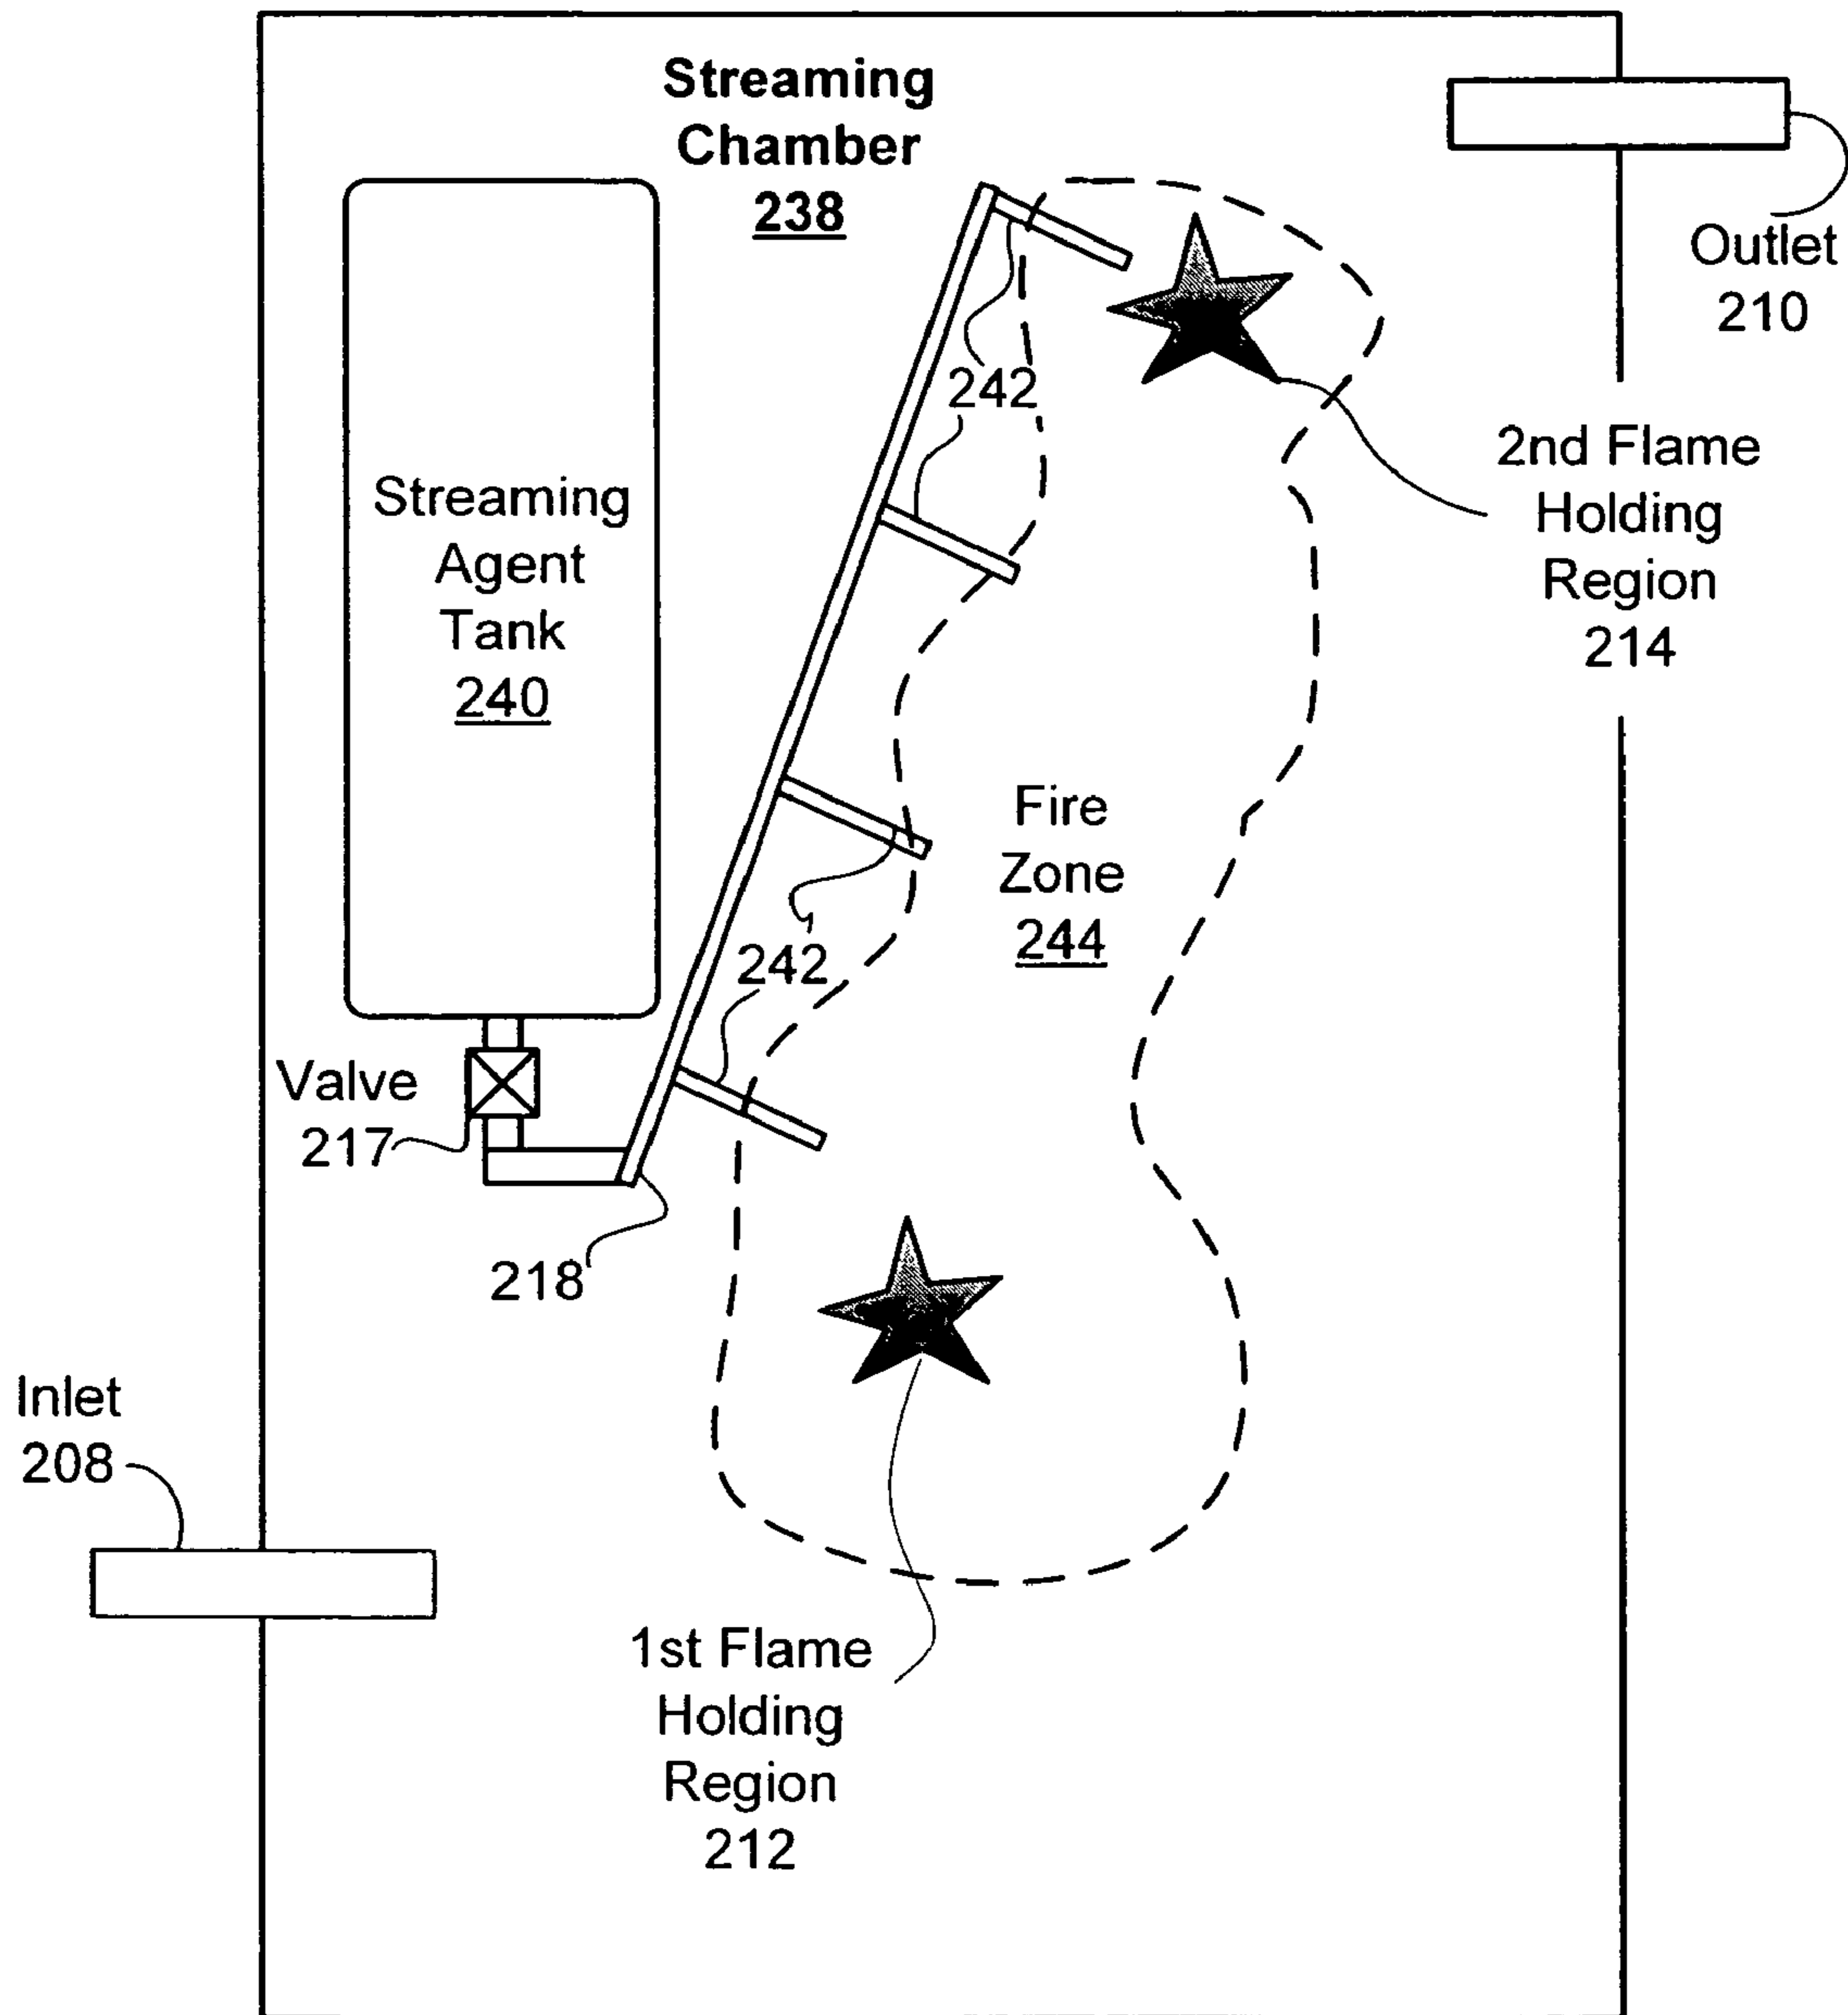 Streaming
Chamber
238
Outlet
210
242
2nd Flame
Holding
Region
214
Streaming
Agent
Tank
240
Fire
Zone
244
242
Valve
217
218
Inlet
208
1st Flame
Holding
Region
212